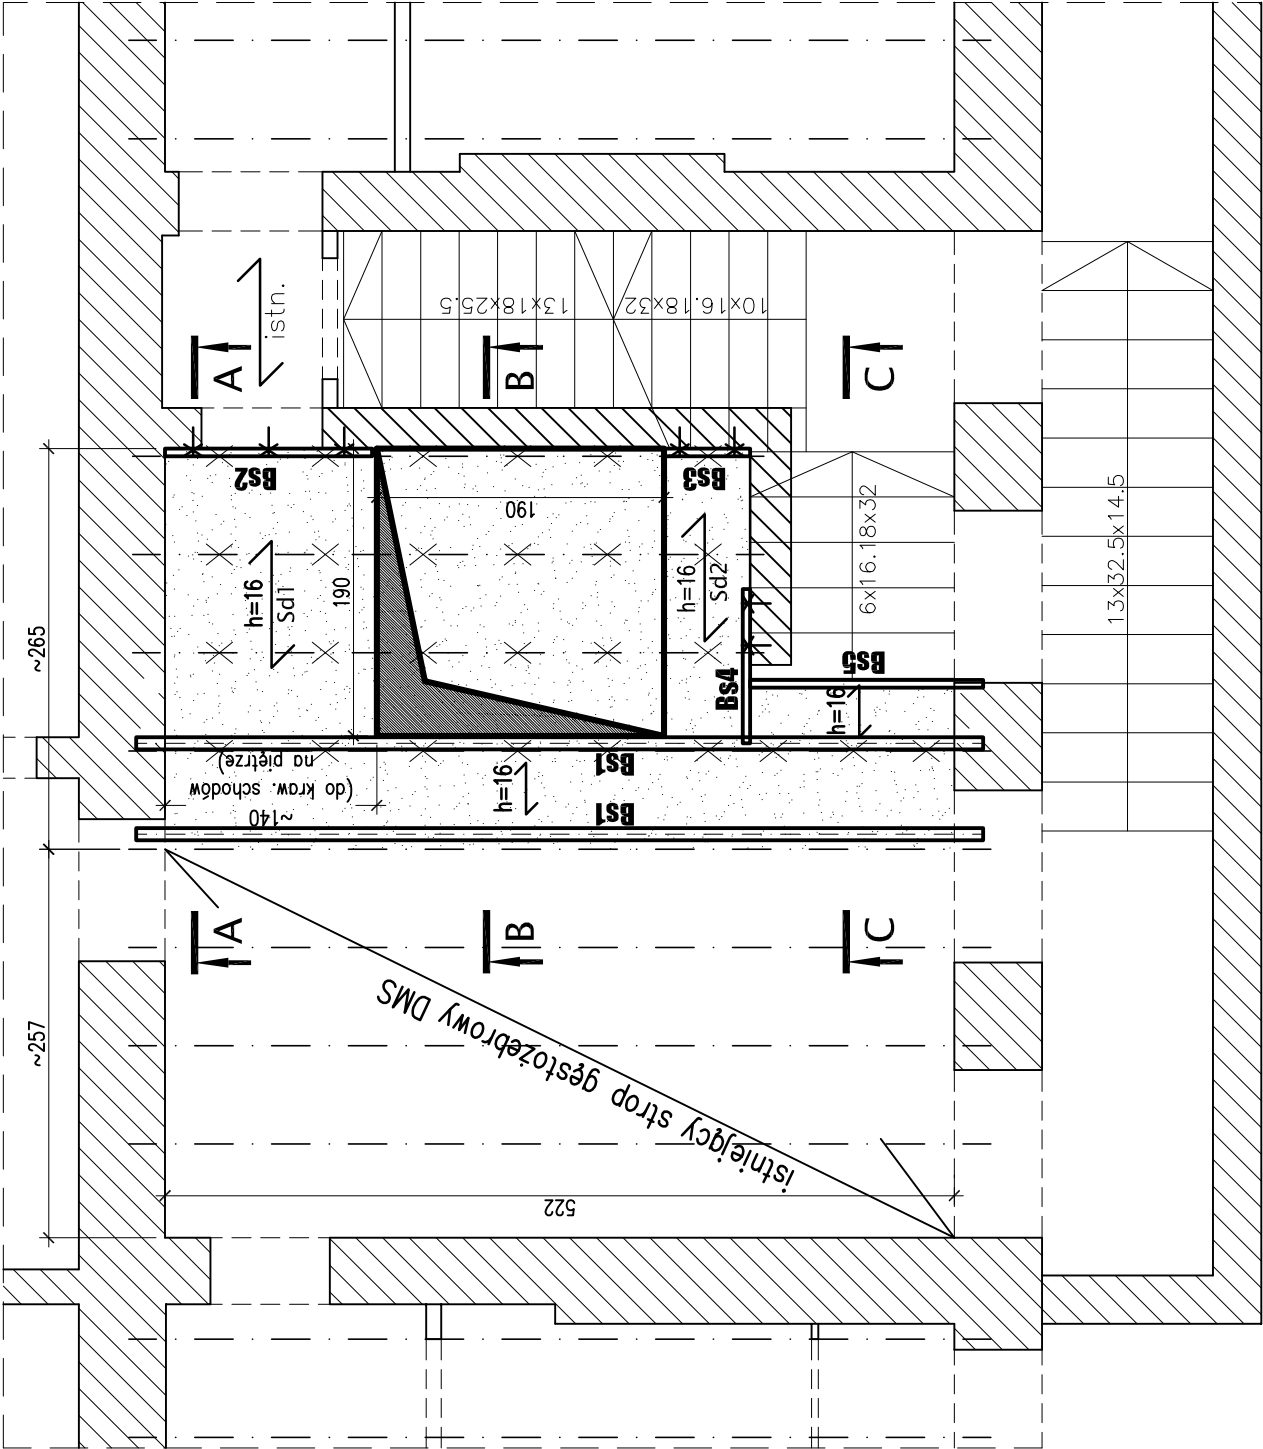 istn.
13x18x25.5
10x16.18x32
A
B
C
Bs2
Bs3
190
h=16
Sd1
190
h=16
Sd2
6x16.18x32
13x32.5x14.5
~265
Bs4
Bs5
h=16
Bs1
h=16
Bs1
~140
(do kraw. schodów
na piętrze)
A
B
C
~257
istniejący strop gęstożebrowy DMS
522